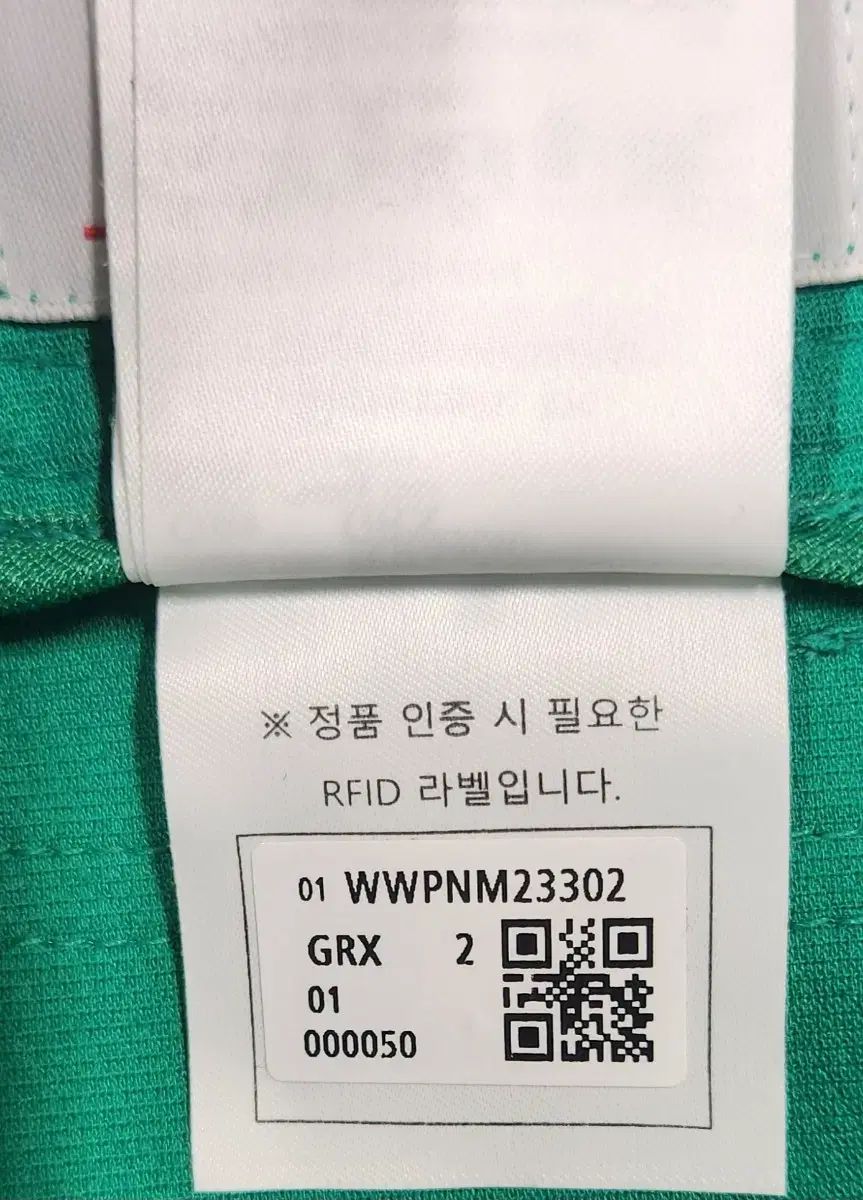 ※ 정품 인증 시 필요한
RFID 라벨입니다.
01 WWPNM23302
GRX 2
01
000050